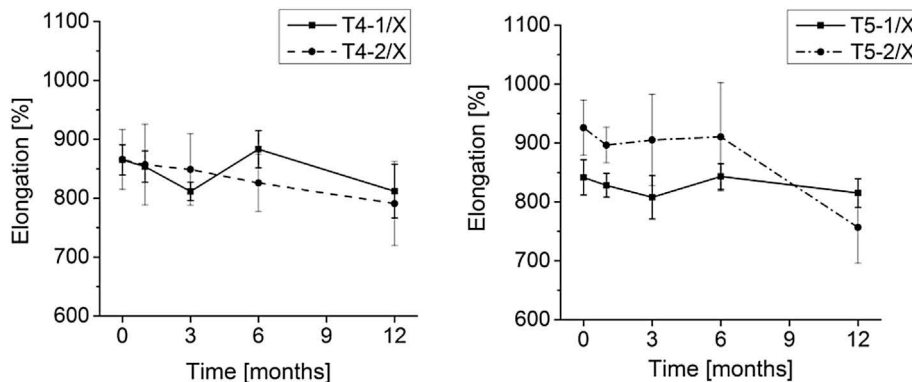 1100
1000
900
800
700
600
Elongation [%]
0 3 6 9 12
Time [months]
T4-1/X
T4-2/X
1100
1000
900
800
700
600
Elongation [%]
0 3 6 9 12
Time [months]
T5-1/X
T5-2/X